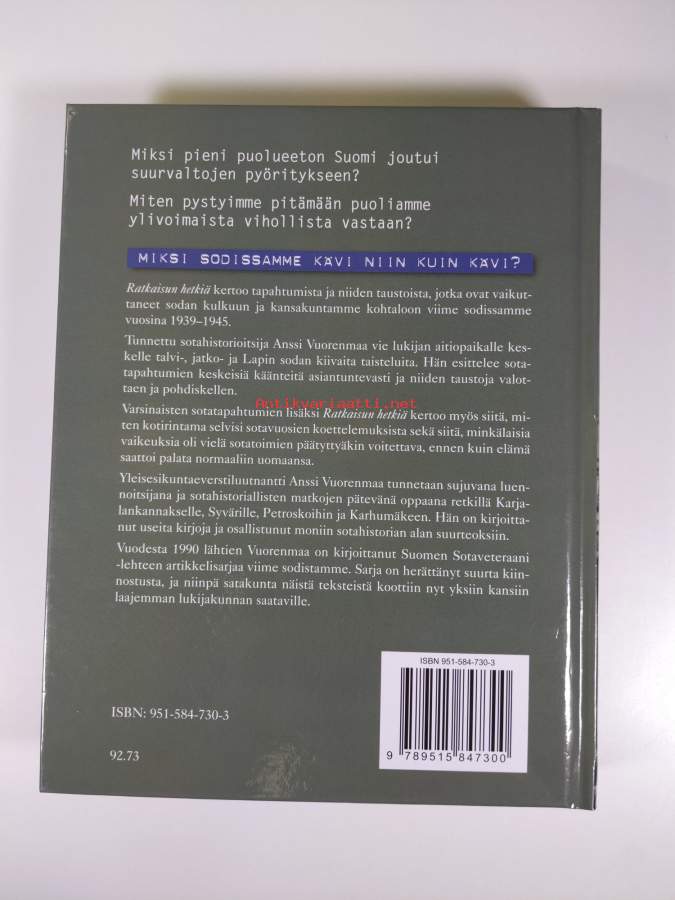 Miksi pieni puolueeton Suomi joutui
suurvaltojen pyöritykseen?
Miten pystyimme pitämään puoliamme
ylivoimaista vihollista vastaan?
MIKSI SODISSAMME KÄVI NIIN KUIN KÄVI?
Ratkaisun hetkiä kertoo tapahtumista ja niiden taustoista, jotka ovat vaikut-
taneet sodan kulkuun ja kansakuntamme kohtaloon viime sodissamme
vuosina 1939–1945.
Tunnettu sotahistorioitsija Anssi Vuorenmaa vie lukijan aitiopaikalle kes-
kelle talvi-, jatko- ja Lapin sodan kiivaita taisteluita. Hän esittelee sota-
tapahtumien keskeisiä käänteitä asiantuntevasti ja niiden taustoja valot-
taen ja pohdiskellen.
Antikvariaatti.net
Varsinaisten sotatapahtumien lisäksi Ratkaisun hetkiä kertoo myös siitä, mi-
ten kotirintama selvisi sotavuosien koettelemuksista sekä siitä, minkälaisia
vaikeuksia oli vielä sotatoimien päätyttyäkin voitettava, ennen kuin elämä
saattoi palata normaaliin uomaansa.
Yleisesikuntaeverstiluutnantti Anssi Vuorenmaa tunnetaan sujuvana luen-
noitsijana ja sotahistoriallisten matkojen pätevänä oppaana retkillä Karja-
lankannakselle, Syvärille, Petroskoihin ja Karhumäkeen. Hän on kirjoitta-
nut useita kirjoja ja osallistunut moniin sotahistorian alan suurteoksiin.
Vuodesta 1990 lähtien Vuorenmaa on kirjoittanut Suomen Sotaveteraani
-lehteen artikkelisarjaa viime sodistamme. Sarja on herättänyt suurta kiin-
nostusta, ja niinpä satakunta näistä teksteistä koottiin nyt yksiin kansiin
laajemman lukijakunnan saataville.
ISBN 951-584-730-3
ISBN: 951-584-730-3
9 789515 847300
92.73